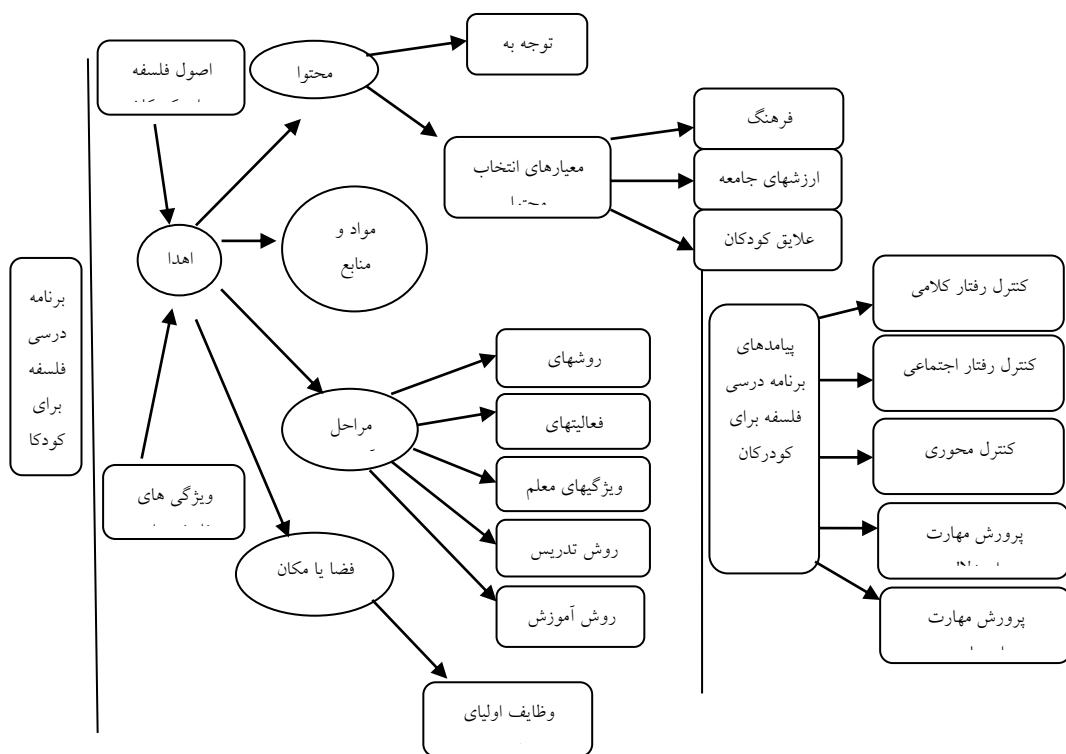 برنامه
درسی
فلسفه
برای
کودکا
اصول فلسفه
اهدا
ویژگی های
محتوا
مواد و
منابع
مراحل
فضا یا مکان
توجه به
معیارهای انتخاب
محتوا
فرهنگ
ارزشهای جامعه
علایق کودکان
روشهای
فعالیتهای
ویژگیهای معلم
روش تدریس
روش آموزش
وظایف اولیای
پیامدهای
برنامه درسی
فلسفه برای
کودرکان
کنترل رفتار کلامی
کنترل رفتار اجتماعی
کنترل محوری
پرورش مهارت
پرورش مهارت